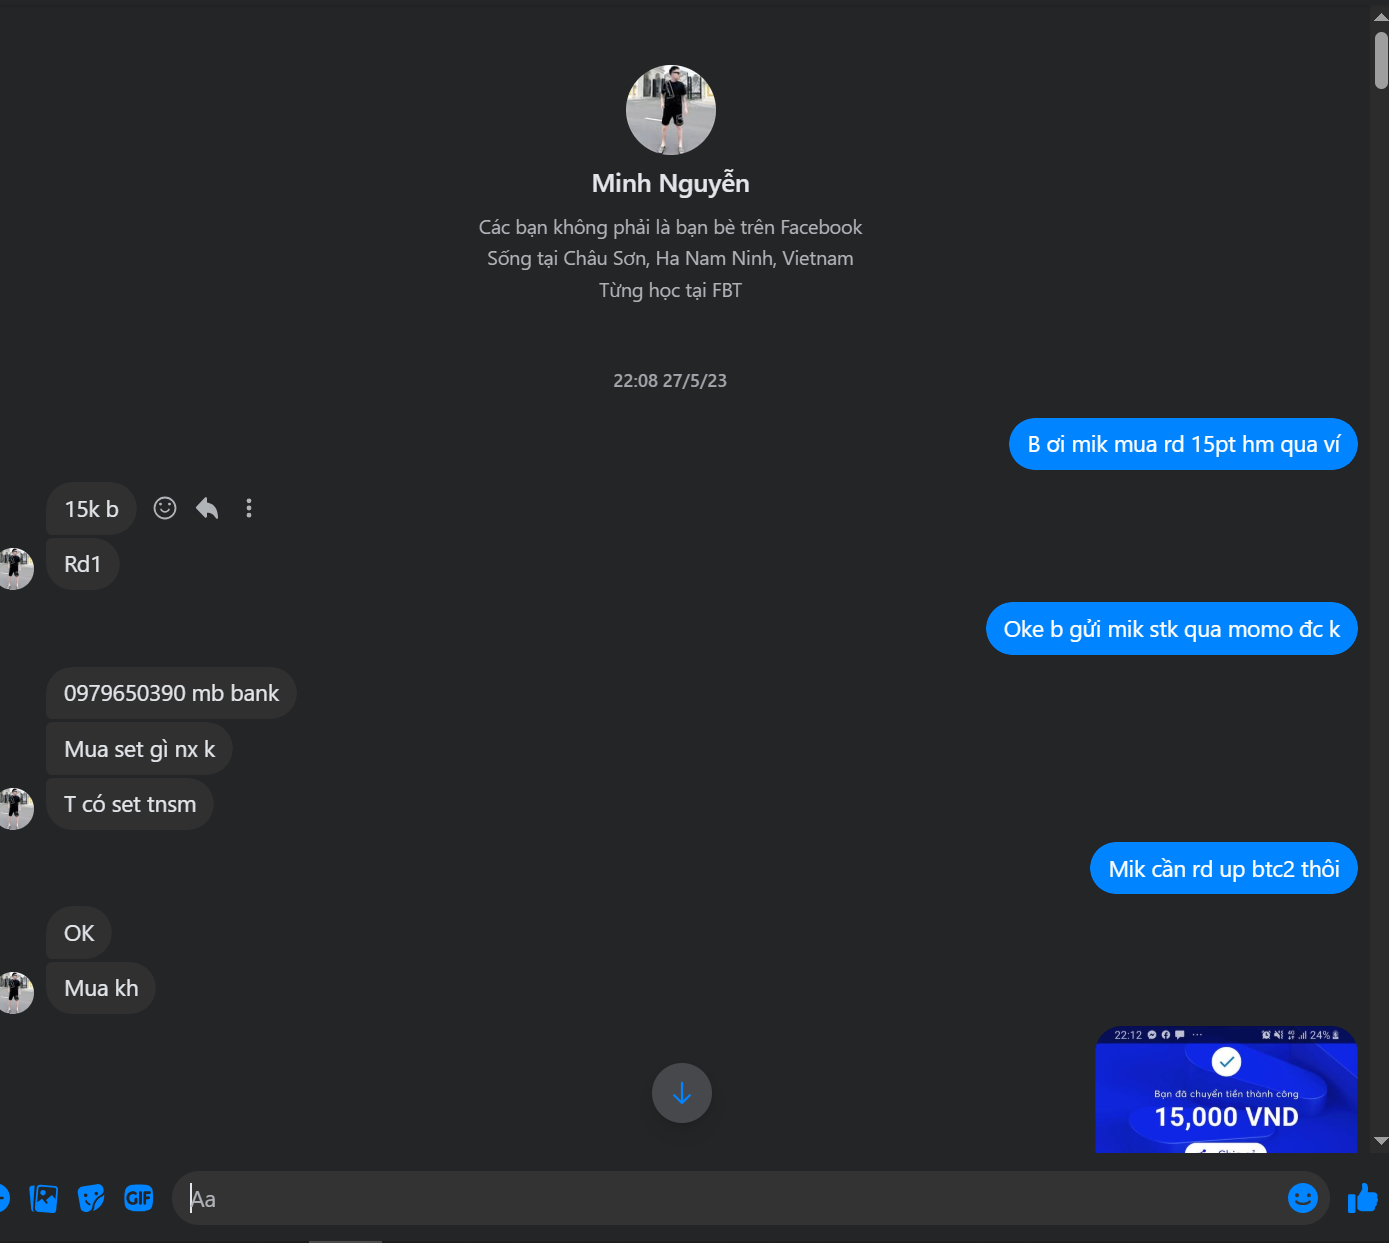 Minh Nguyễn
Các bạn không phải là bạn bè trên Facebook
Sống tại Châu Sơn, Ha Nam Ninh, Vietnam
Từng học tại FBT
22:08 27/5/23
B ơi mik mua rd 15pt hm qua ví
15k b
Rd1
Oke b gửi mik stk qua momo đc k
0979650390 mb bank
Mua set gì nx k
T có set tnsm
Mik cần rd up btc2 thôi
OK
Mua kh
22:12 24%
Bạn đã chuyển tiền thành công
15,000 VND
GIF
Aa